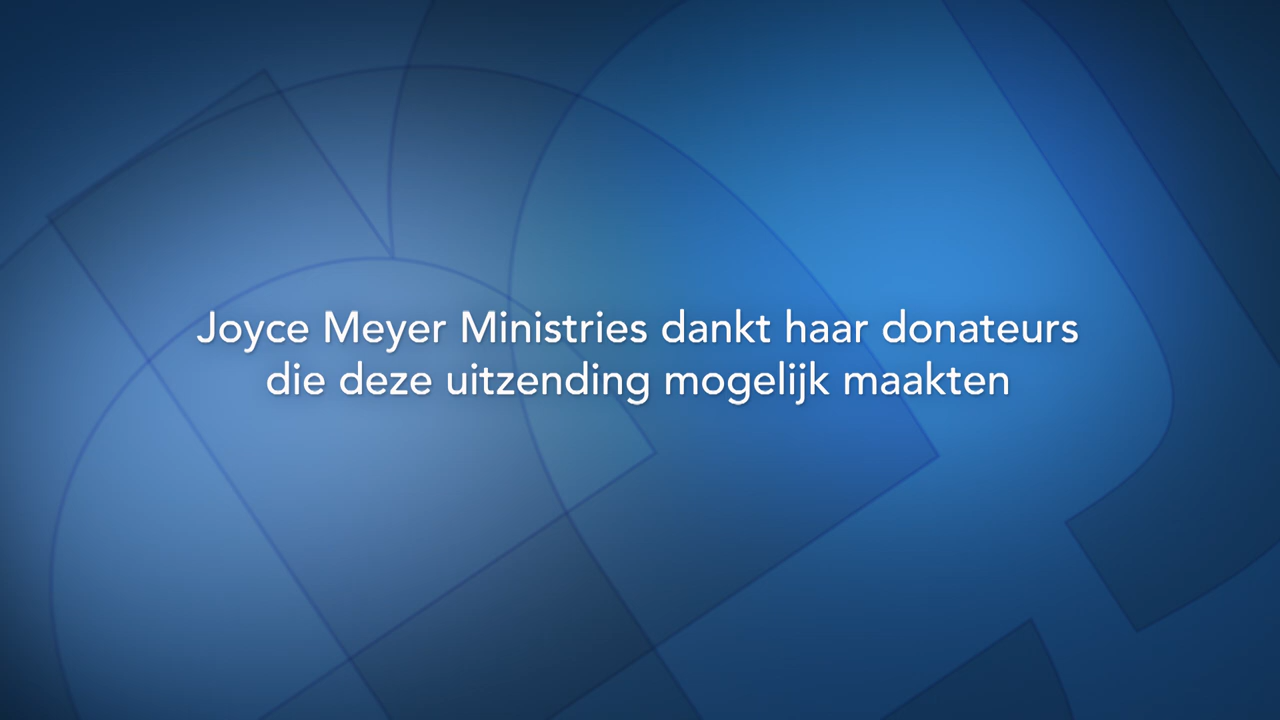 Joyce Meyer Ministries dankt haar donateurs
die deze uitzending mogelijk maakten